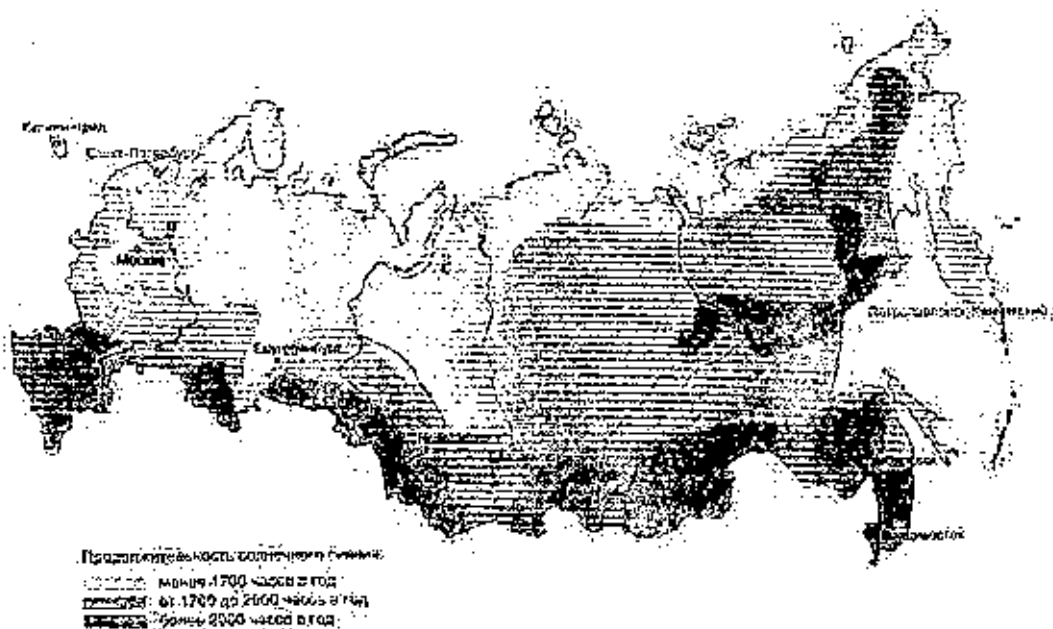 Калининград
Санкт-Петербург
Москва
Екатеринбург
Петропавловск-Камчатский
Владивосток
Продолжительность солнечного сияния:
менее 1700 часов в год
от 1700 до 2000 часов в год
более 2000 часов в год